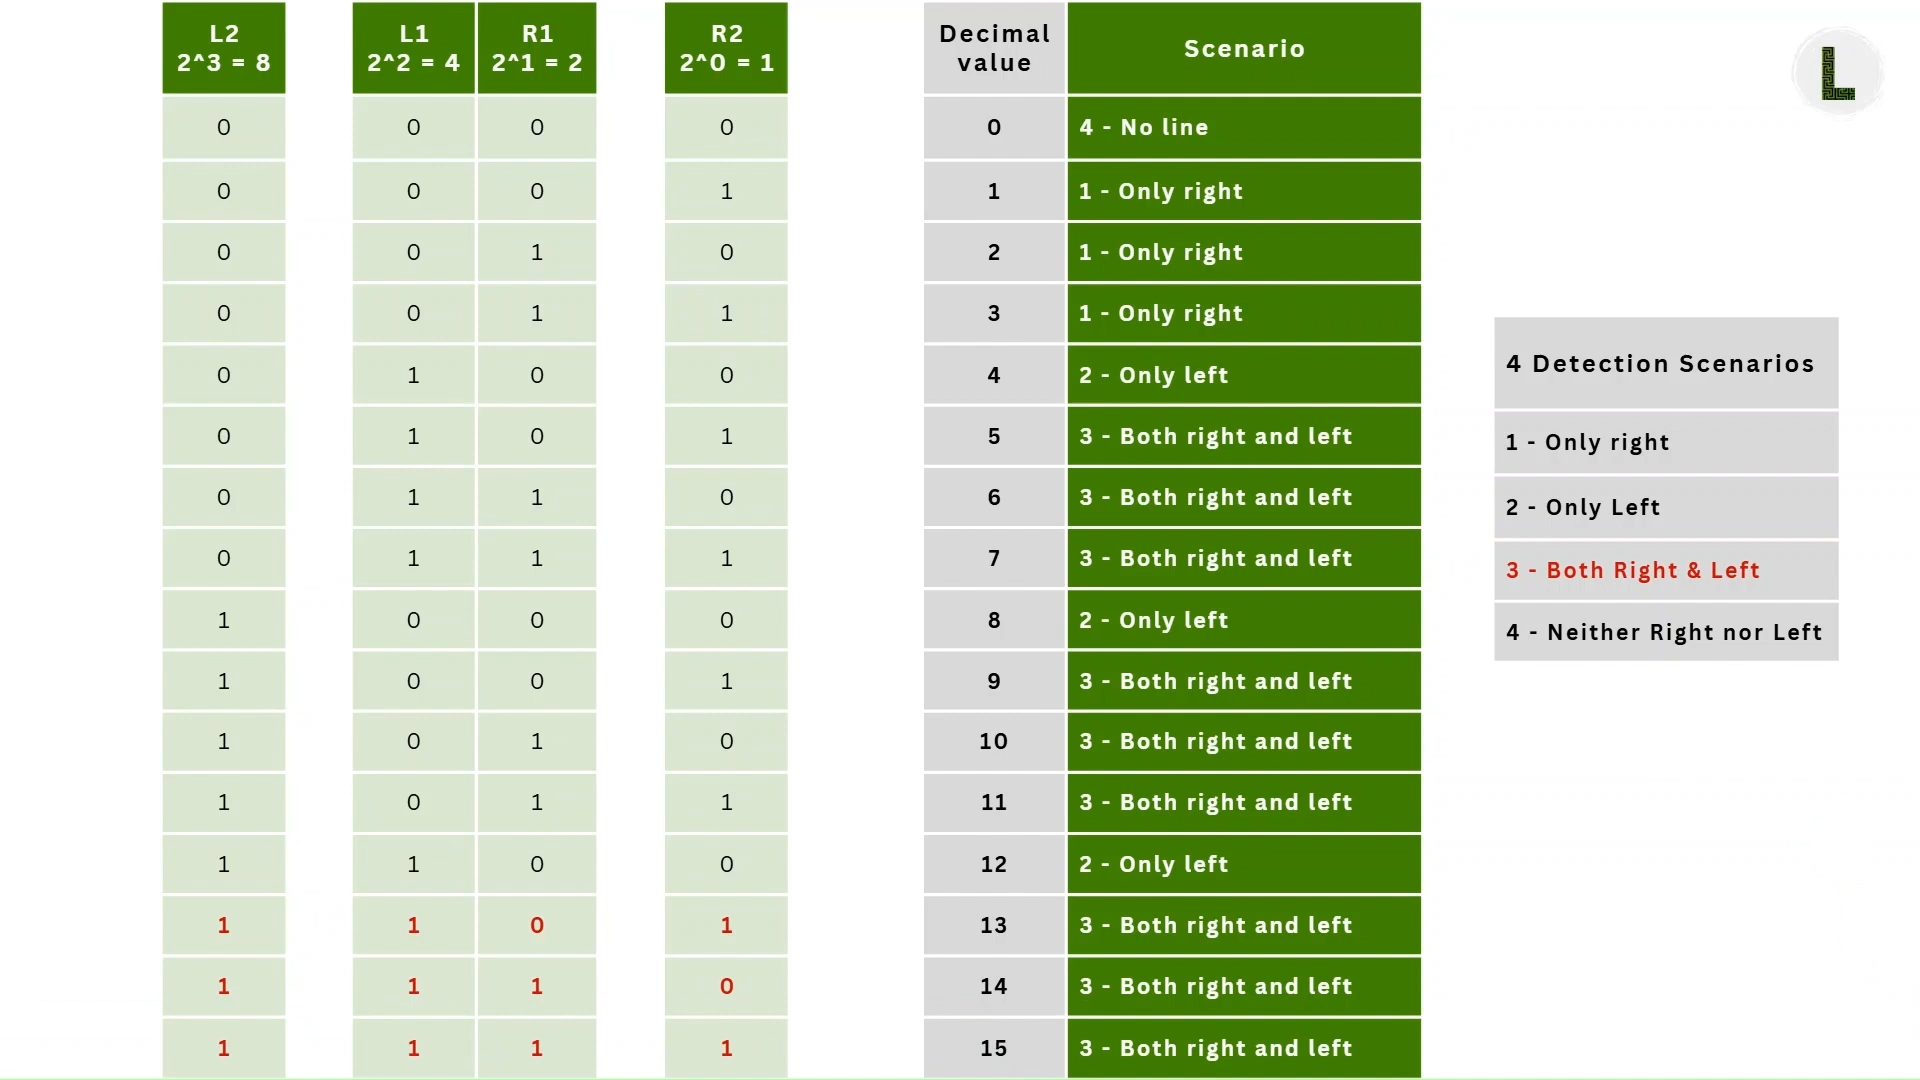 L2 L1 R1 R2 Decimal value Scenario
2^3 = 8 2^2 = 4 2^1 = 2 2^0 = 1
0 0 0 0 0 4 - No line
0 0 0 1 1 1 - Only right
0 0 1 0 2 1 - Only right
0 0 1 1 3 1 - Only right
0 1 0 0 4 2 - Only left
0 1 0 1 5 3 - Both right and left
0 1 1 0 6 3 - Both right and left
0 1 1 1 7 3 - Both right and left
1 0 0 0 8 2 - Only left
1 0 0 1 9 3 - Both right and left
1 0 1 0 10 3 - Both right and left
1 0 1 1 11 3 - Both right and left
1 1 0 0 12 2 - Only left
1 1 0 1 13 3 - Both right and left
1 1 1 0 14 3 - Both right and left
1 1 1 1 15 3 - Both right and left
L
4 Detection Scenarios
1 - Only right
2 - Only Left
3 - Both Right & Left
4 - Neither Right nor Left